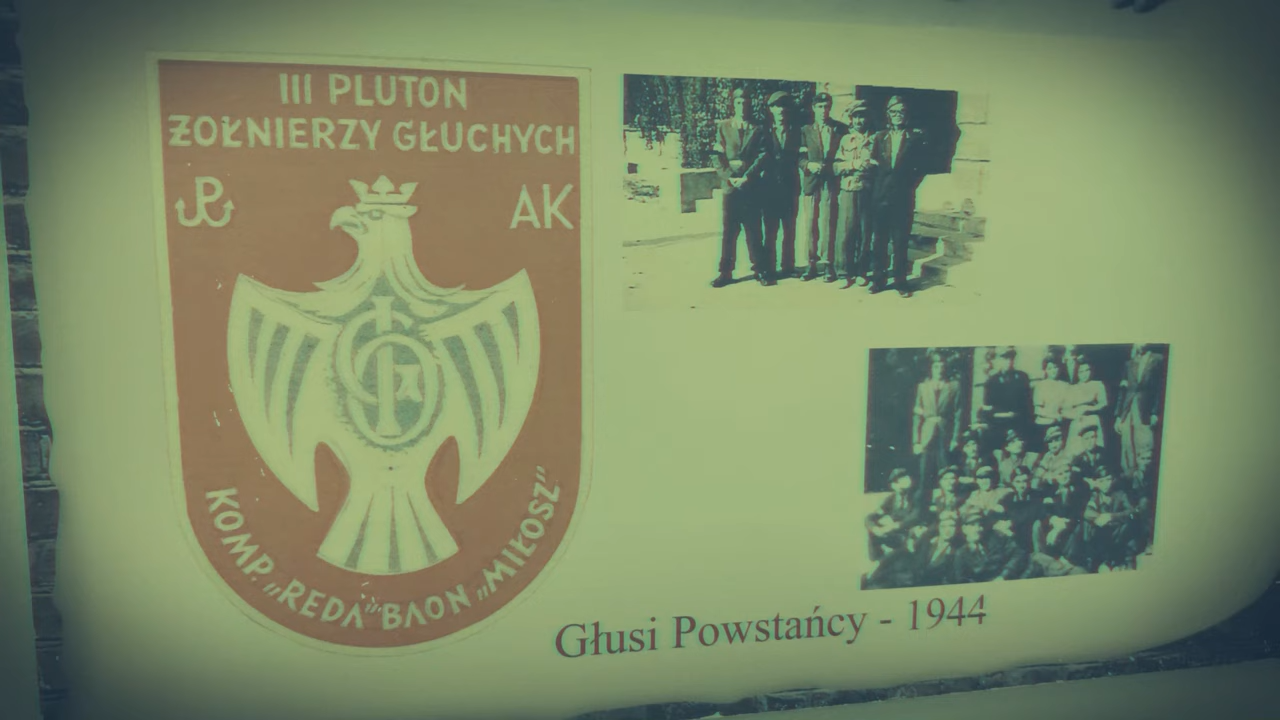 III PLUTON
ŻOŁNIERZY GŁUCHYCH
AK
KOMP. „REDA” BAON „MIŁOSZ”
Głusi Powstańcy - 1944